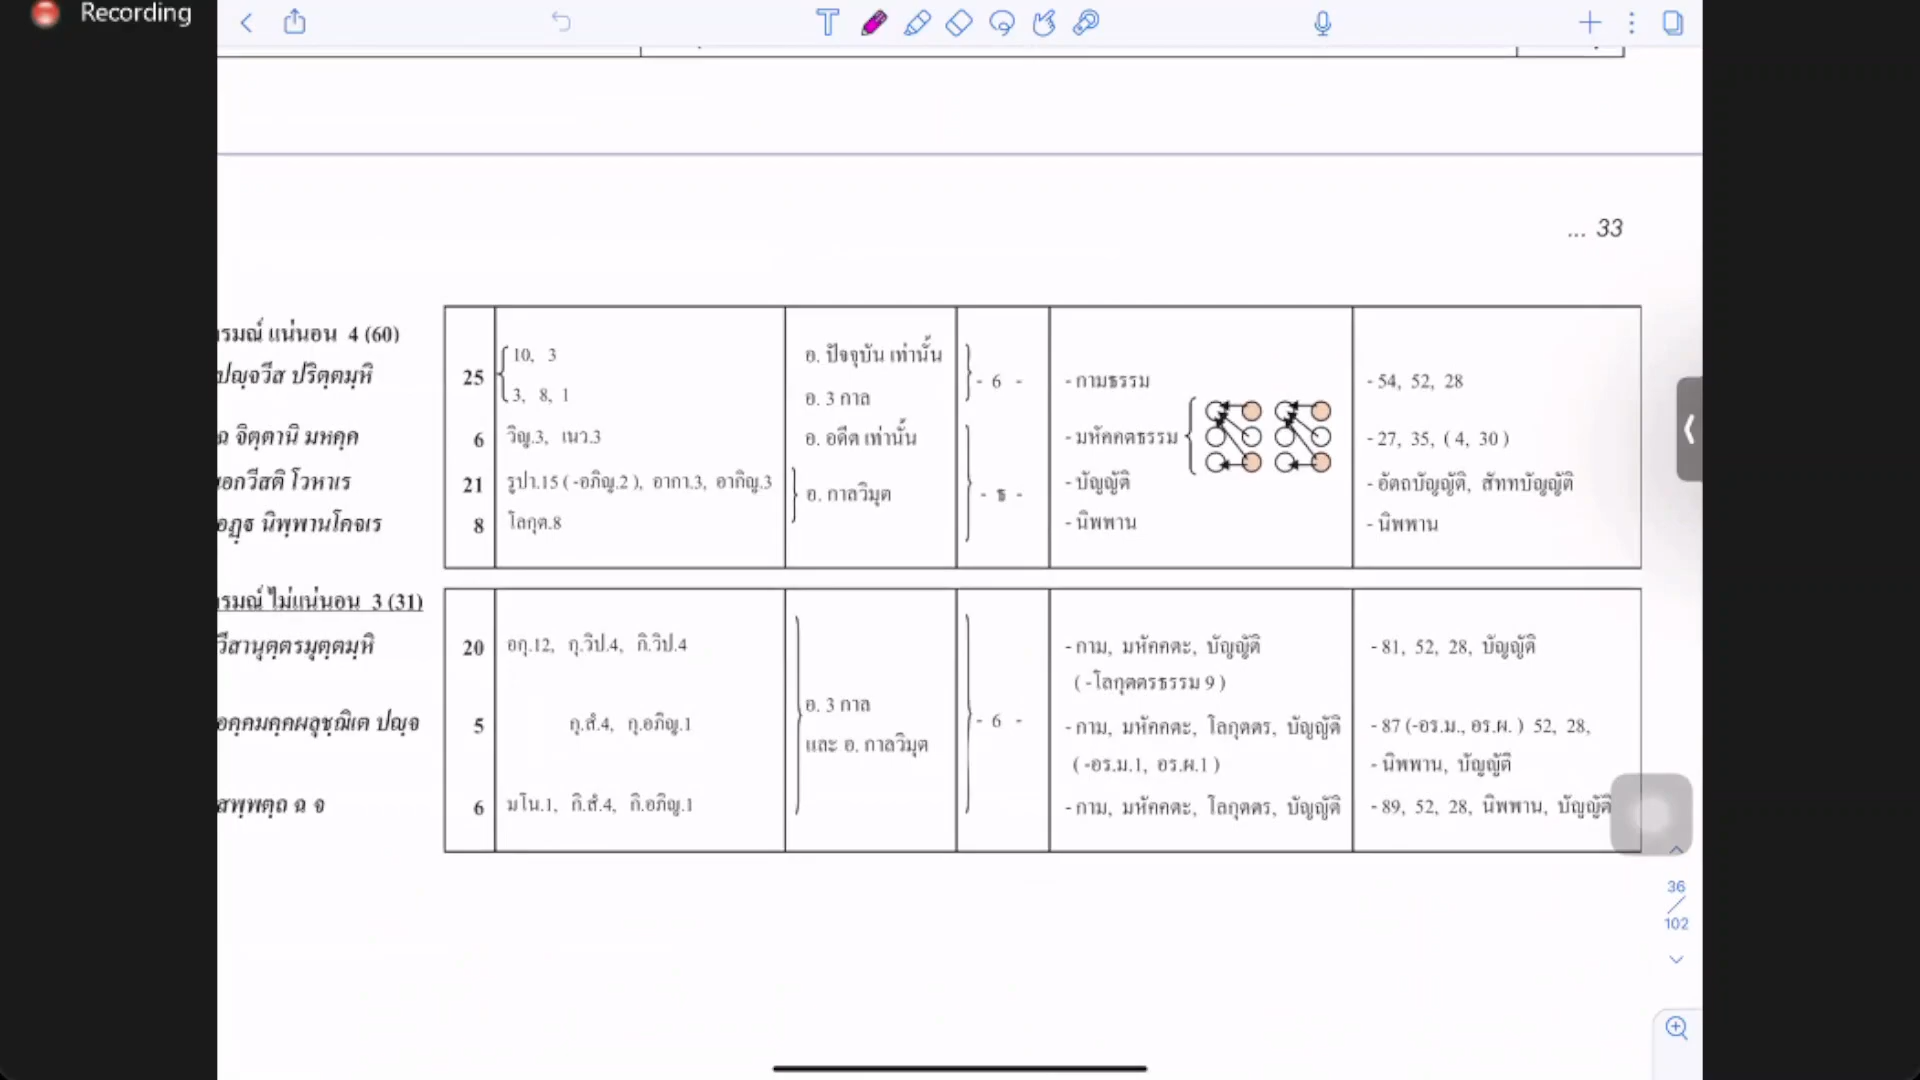 Recording
... 33
รมณ์ แน่นอน 4 (60)
ปญฺจวีส ปริตฺตมฺหิ 25 10, 3 อ. ปัจจุบัน เท่านั้น - 6 - - กามธรรม - 54, 52, 28
3, 8, 1 อ. 3 กาล
ฉ จิตฺตานิ มหคฺค 6 วิญ.3, เนว.3 อ. อดีต เท่านั้น - มหัคคตธรรม - 27, 35, ( 4, 30 )
เอกวีสติ โวหาเร 21 รูปา.15 ( -อภิญ.2 ), อากา.3, อากิญ.3 อ. กาลวิมุต - ธ - - บัญญัติ - อัตถบัญญัติ, สัททบัญญัติ
อฏฺฐ นิพฺพานโคจเร 8 โลกุต.8 - นิพพาน - นิพพาน
รมณ์ ไม่แน่นอน 3 (31)
วีสานุตฺตรมุตฺตมฺหิ 20 อกุ.12, กุ.วิป.4, กิ.วิป.4 - กาม, มหัคคตะ, บัญญัติ - 81, 52, 28, บัญญัติ
( -โลกุตตรธรรม 9 )
อ. 3 กาล
อคฺคมคฺคผลุชฺฌิเต ปญฺจ 5 กุ.สํ.4, กุ.อภิญ.1 - 6 - - กาม, มหัคคตะ, โลกุตตร, บัญญัติ - 87 (-อร.ม., อร.ผ. ) 52, 28,
และ อ. กาลวิมุต
( -อร.ม.1, อร.ผ.1 ) - นิพพาน, บัญญัติ
สพฺพตฺถ ฉ จ 6 มโน.1, กิ.สํ.4, กิ.อภิญ.1 - กาม, มหัคคตะ, โลกุตตร, บัญญัติ - 89, 52, 28, นิพพาน, บัญญัติ
36
102